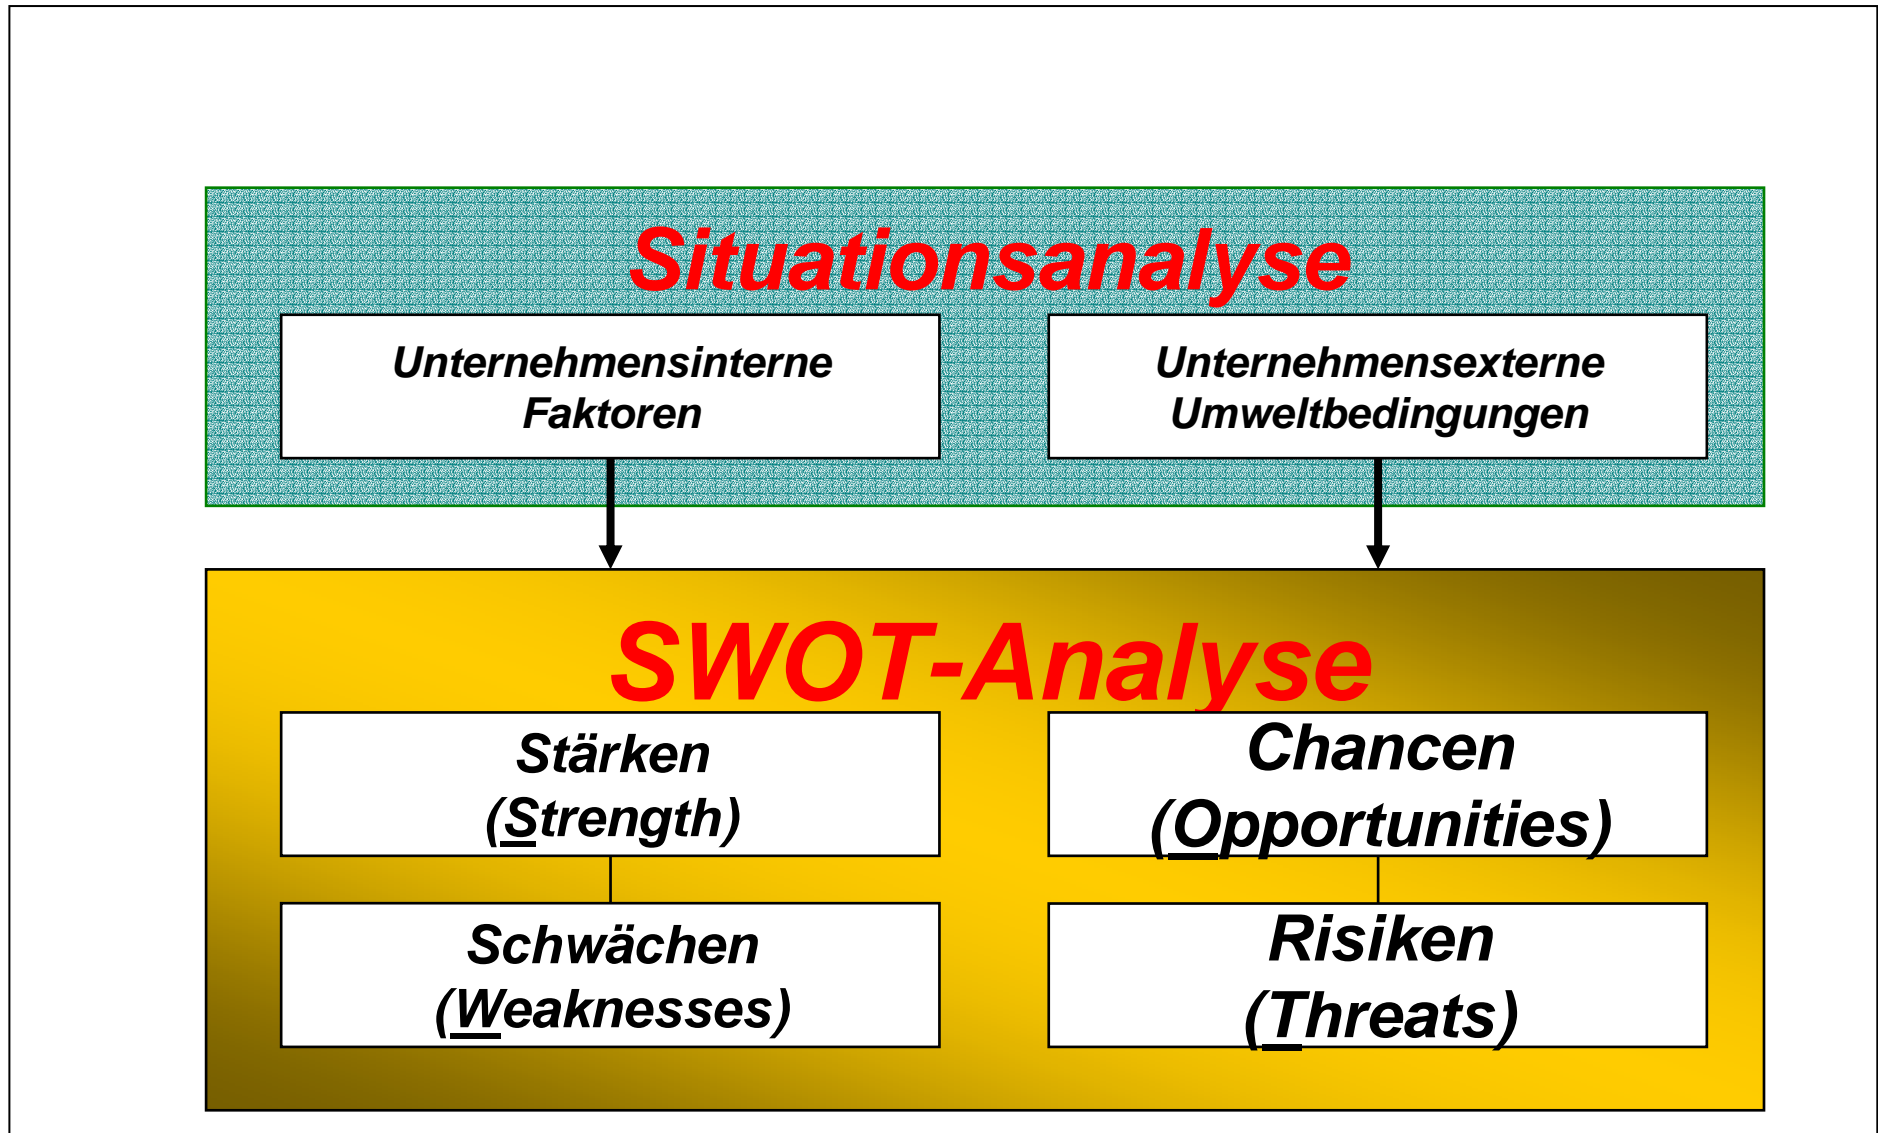 Situationsanalyse
Unternehmensinterne
Faktoren
Unternehmensexterne
Umweltbedingungen
SWOT-Analyse
Stärken
(Strength)
Schwächen
(Weaknesses)
Chancen
(Opportunities)
Risiken
(Threats)